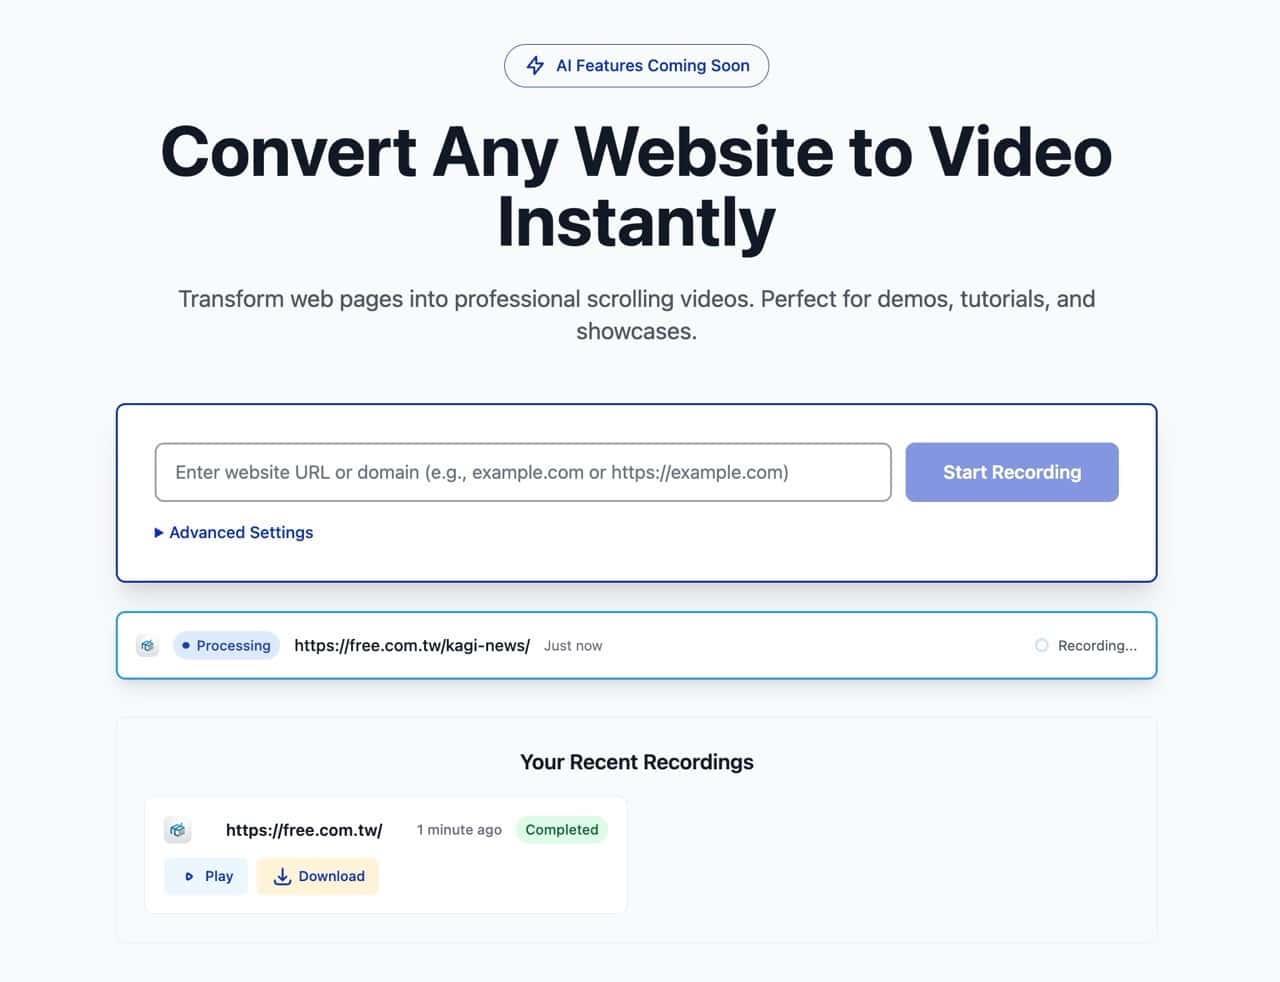 AI Features Coming Soon
Convert Any Website to Video
Instantly
Transform web pages into professional scrolling videos. Perfect for demos, tutorials, and
showcases.
Enter website URL or domain (e.g., example.com or https://example.com)
Start Recording
Advanced Settings
Processing
https://free.com.tw/kagi-news/
Just now
Recording...
Your Recent Recordings
https://free.com.tw/
1 minute ago
Completed
Play
Download